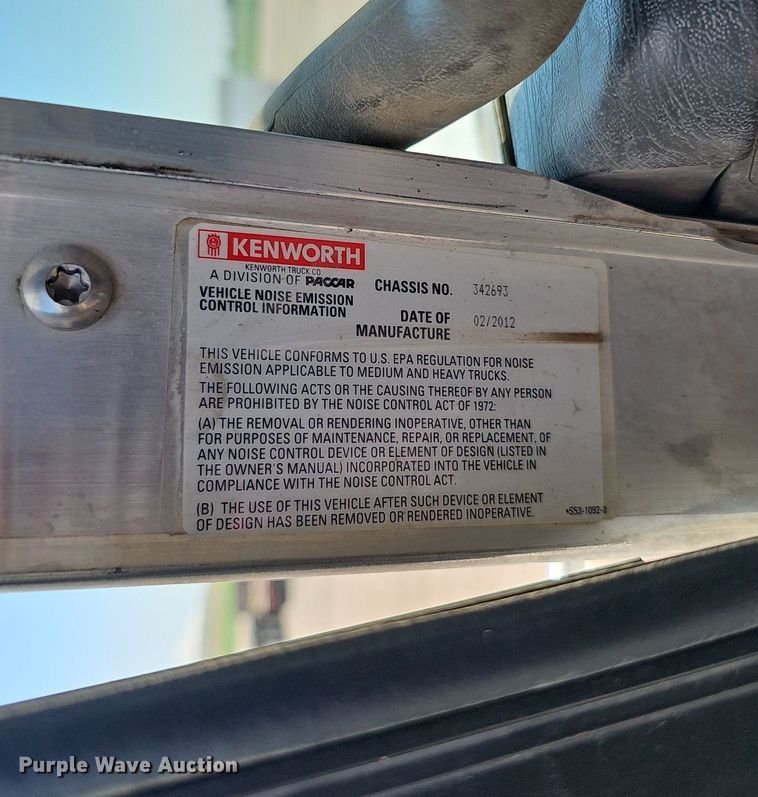 KENWORTH
KENWORTH TRUCK CO.
A DIVISION OF PACCAR
VEHICLE NOISE EMISSION
CONTROL INFORMATION
CHASSIS NO. 342693
DATE OF
MANUFACTURE 02/2012
THIS VEHICLE CONFORMS TO U.S. EPA REGULATION FOR NOISE
EMISSION APPLICABLE TO MEDIUM AND HEAVY TRUCKS.
THE FOLLOWING ACTS OR THE CAUSING THEREOF BY ANY PERSON
ARE PROHIBITED BY THE NOISE CONTROL ACT OF 1972:
(A) THE REMOVAL OR RENDERING INOPERATIVE, OTHER THAN
FOR PURPOSES OF MAINTENANCE, REPAIR, OR REPLACEMENT, OF
ANY NOISE CONTROL DEVICE OR ELEMENT OF DESIGN (LISTED IN
THE OWNER'S MANUAL) INCORPORATED INTO THE VEHICLE IN
COMPLIANCE WITH THE NOISE CONTROL ACT.
(B) THE USE OF THIS VEHICLE AFTER SUCH DEVICE OR ELEMENT
OF DESIGN HAS BEEN REMOVED OR RENDERED INOPERATIVE.
*S53-1092-B
Purple Wave Auction